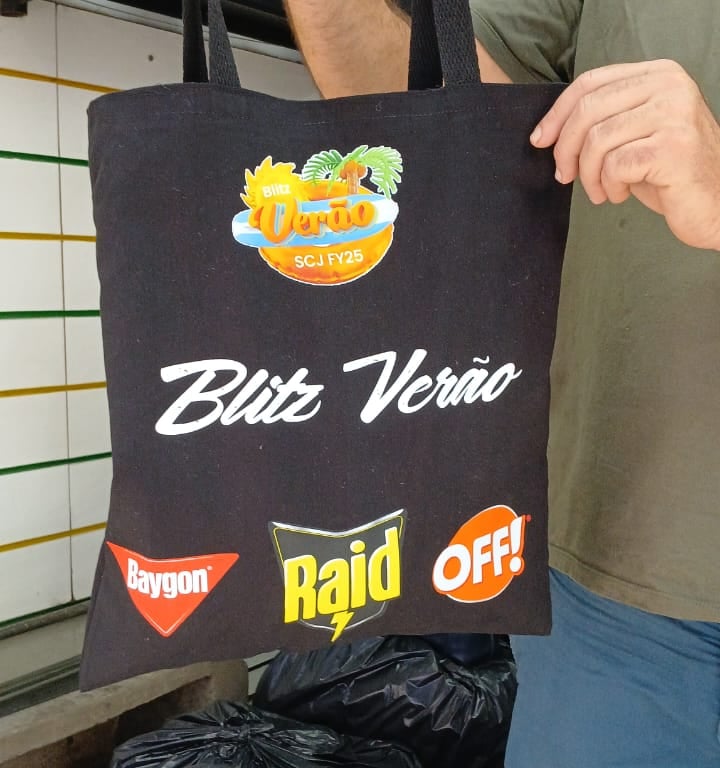 Blitz
Verão
SCJ FY25
Blitz Verão
Baygon®
Raid
OFF!®